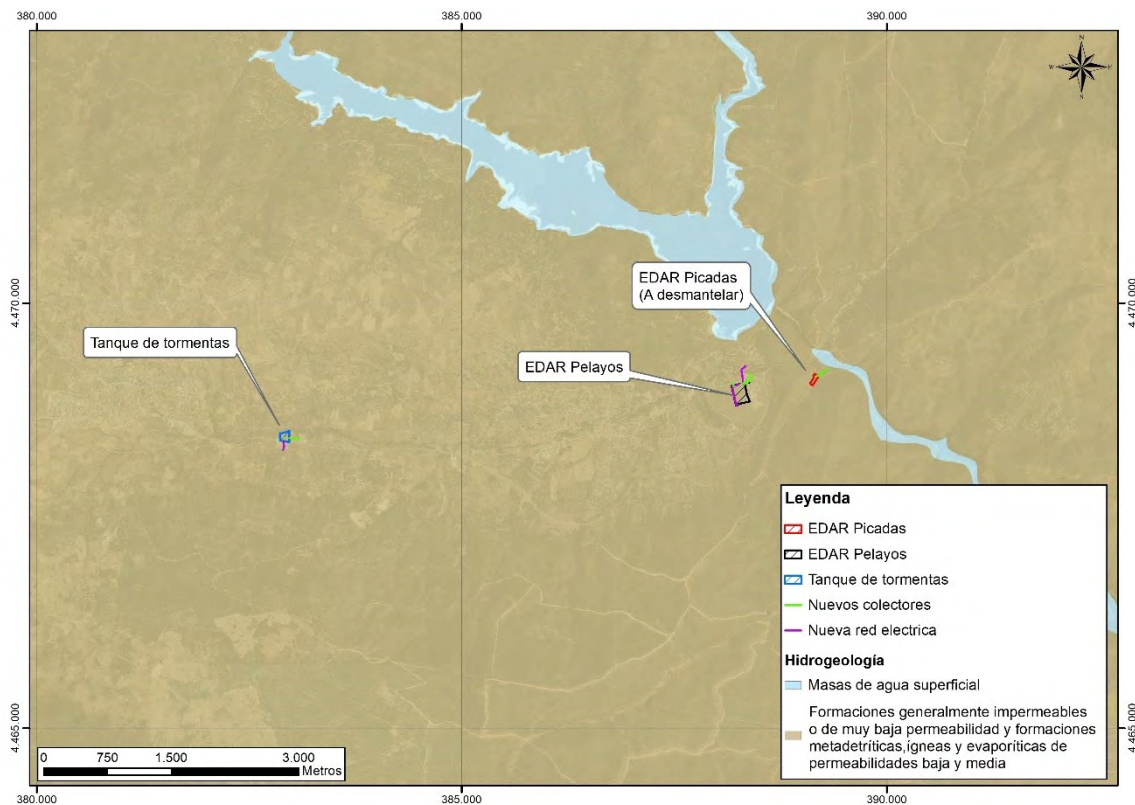 380.000
385.000
390.000
N
W
E
S
4.470.000
4.470.000
EDAR Picadas
(A desmantelar)
Tanque de tormentas
EDAR Pelayos
Leyenda
EDAR Picadas
EDAR Pelayos
Tanque de tormentas
Nuevos colectores
Nueva red electrica
Hidrogeología
Masas de agua superficial
Formaciones generalmente impermeables
o de muy baja permeabilidad y formaciones
metadetríticas,ígneas y evaporíticas de
permeabilidades baja y media
4.465.000
4.465.000
0
750
1.500
3.000
Metros
380.000
385.000
390.000